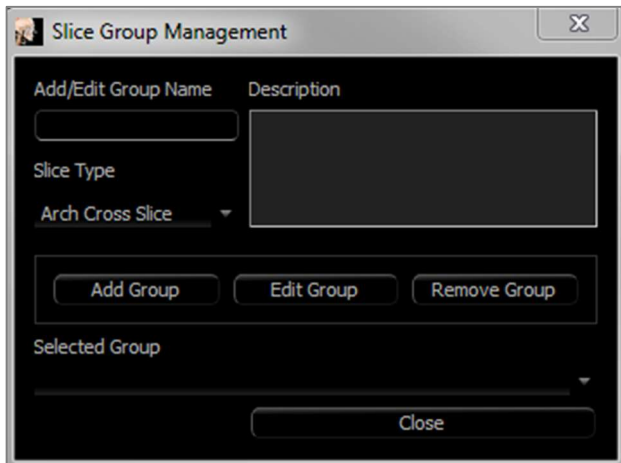 Slice Group Management
Add/Edit Group Name
Description
Slice Type
Arch Cross Slice
Add Group
Edit Group
Remove Group
Selected Group
Close